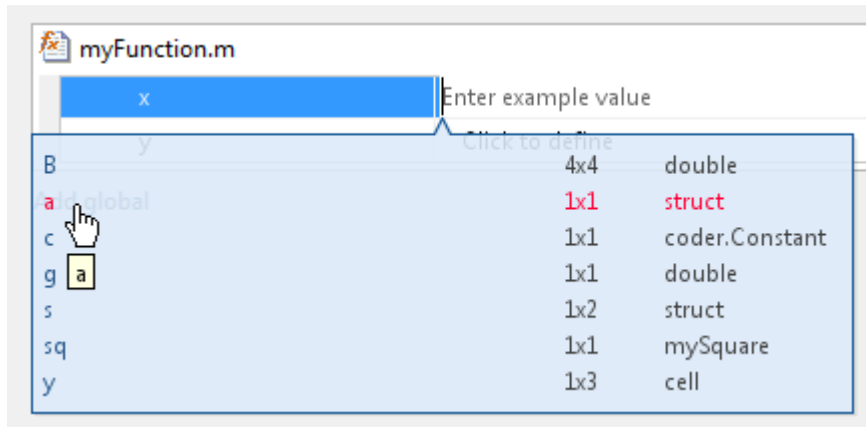 myFunction.m
x Enter example value
y Click to define
B 4x4 double
Add global
a 1x1 struct
c 1x1 coder.Constant
g 1x1 double
a
s 1x2 struct
sq 1x1 mySquare
y 1x3 cell